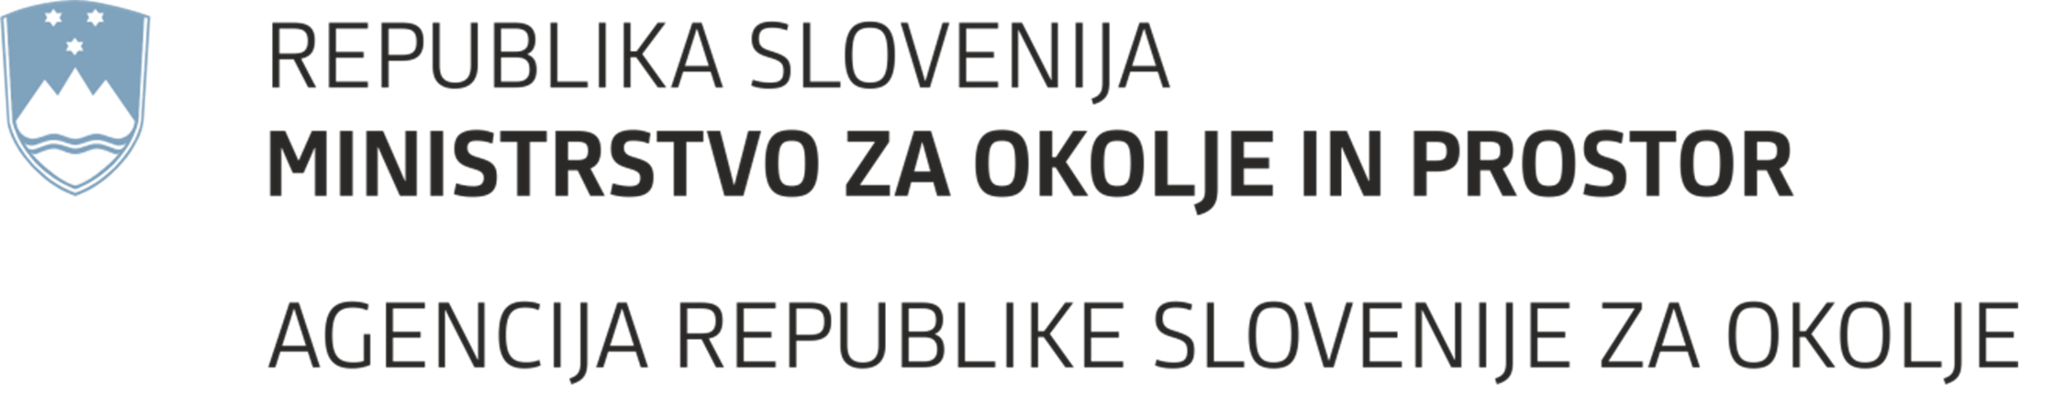 REPUBLIKA SLOVENIJA
MINISTRSTVO ZA OKOLJE IN PROSTOR
AGENCIJA REPUBLIKE SLOVENIJE ZA OKOLJE